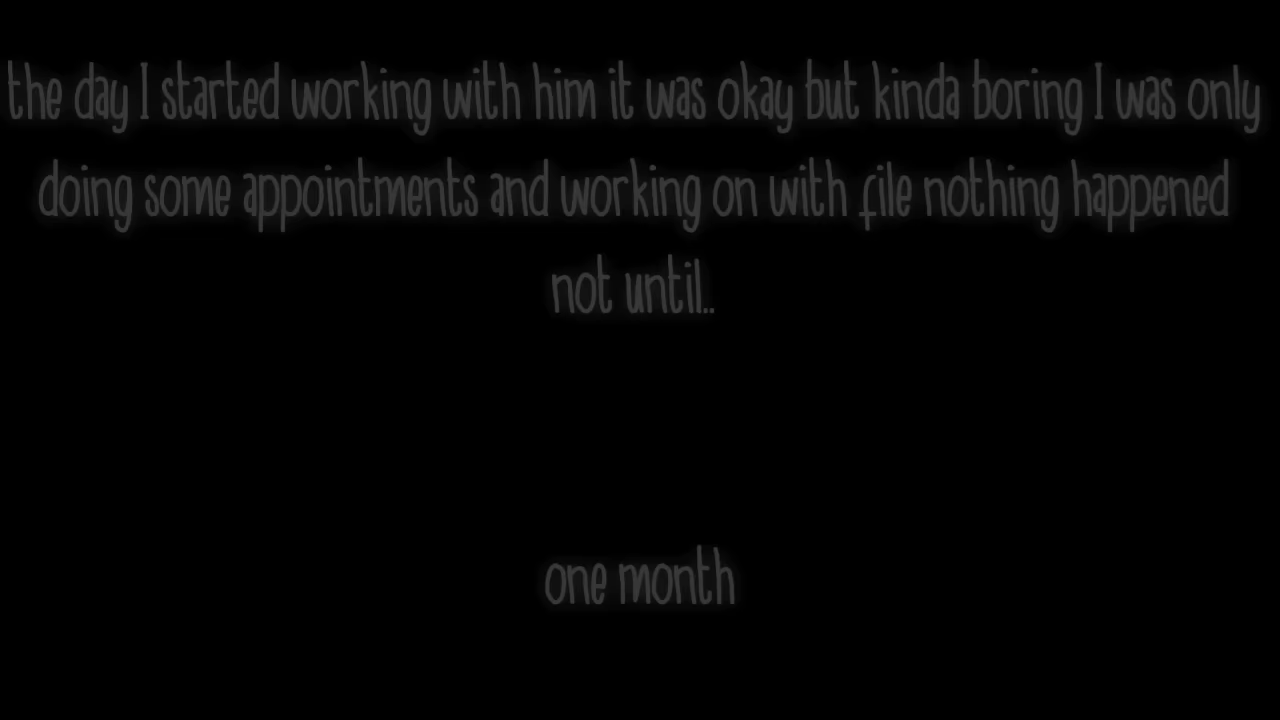 the day I started working with him it was okay but kinda boring I was only
doing some appointments and working on with file nothing happened
not until..
one month